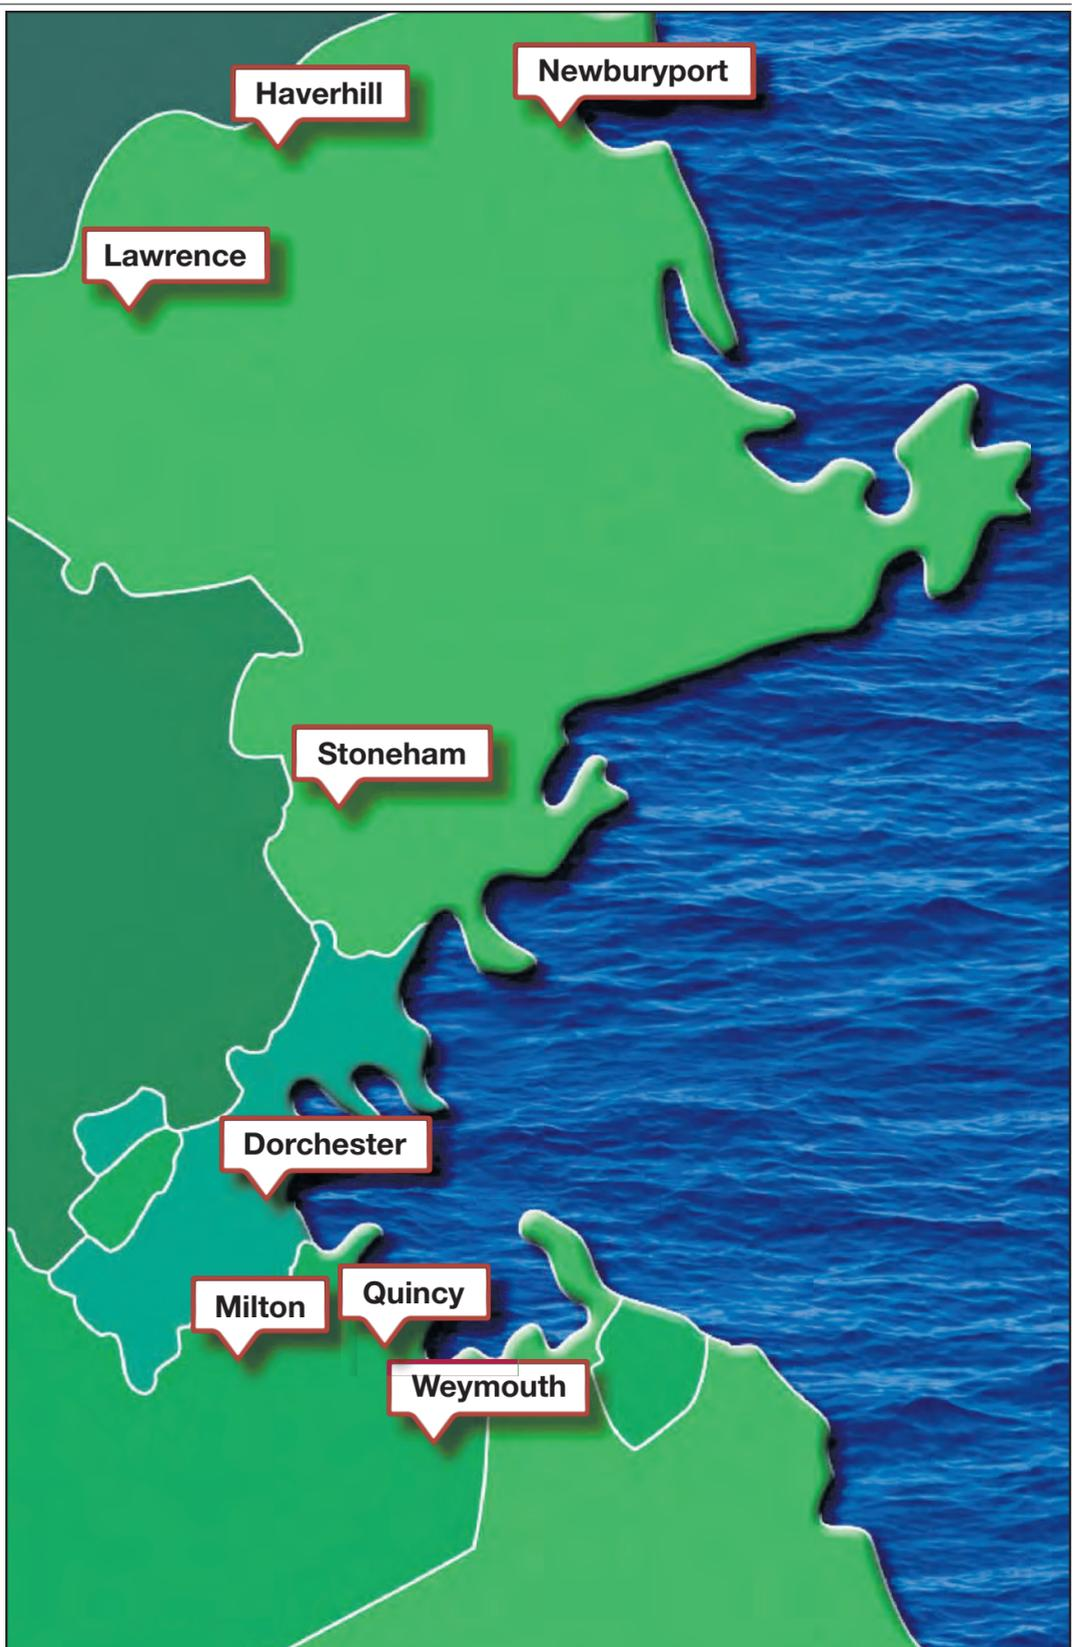 Newburyport
Haverhill
Lawrence
Stoneham
Dorchester
Quincy
Milton
Weymouth